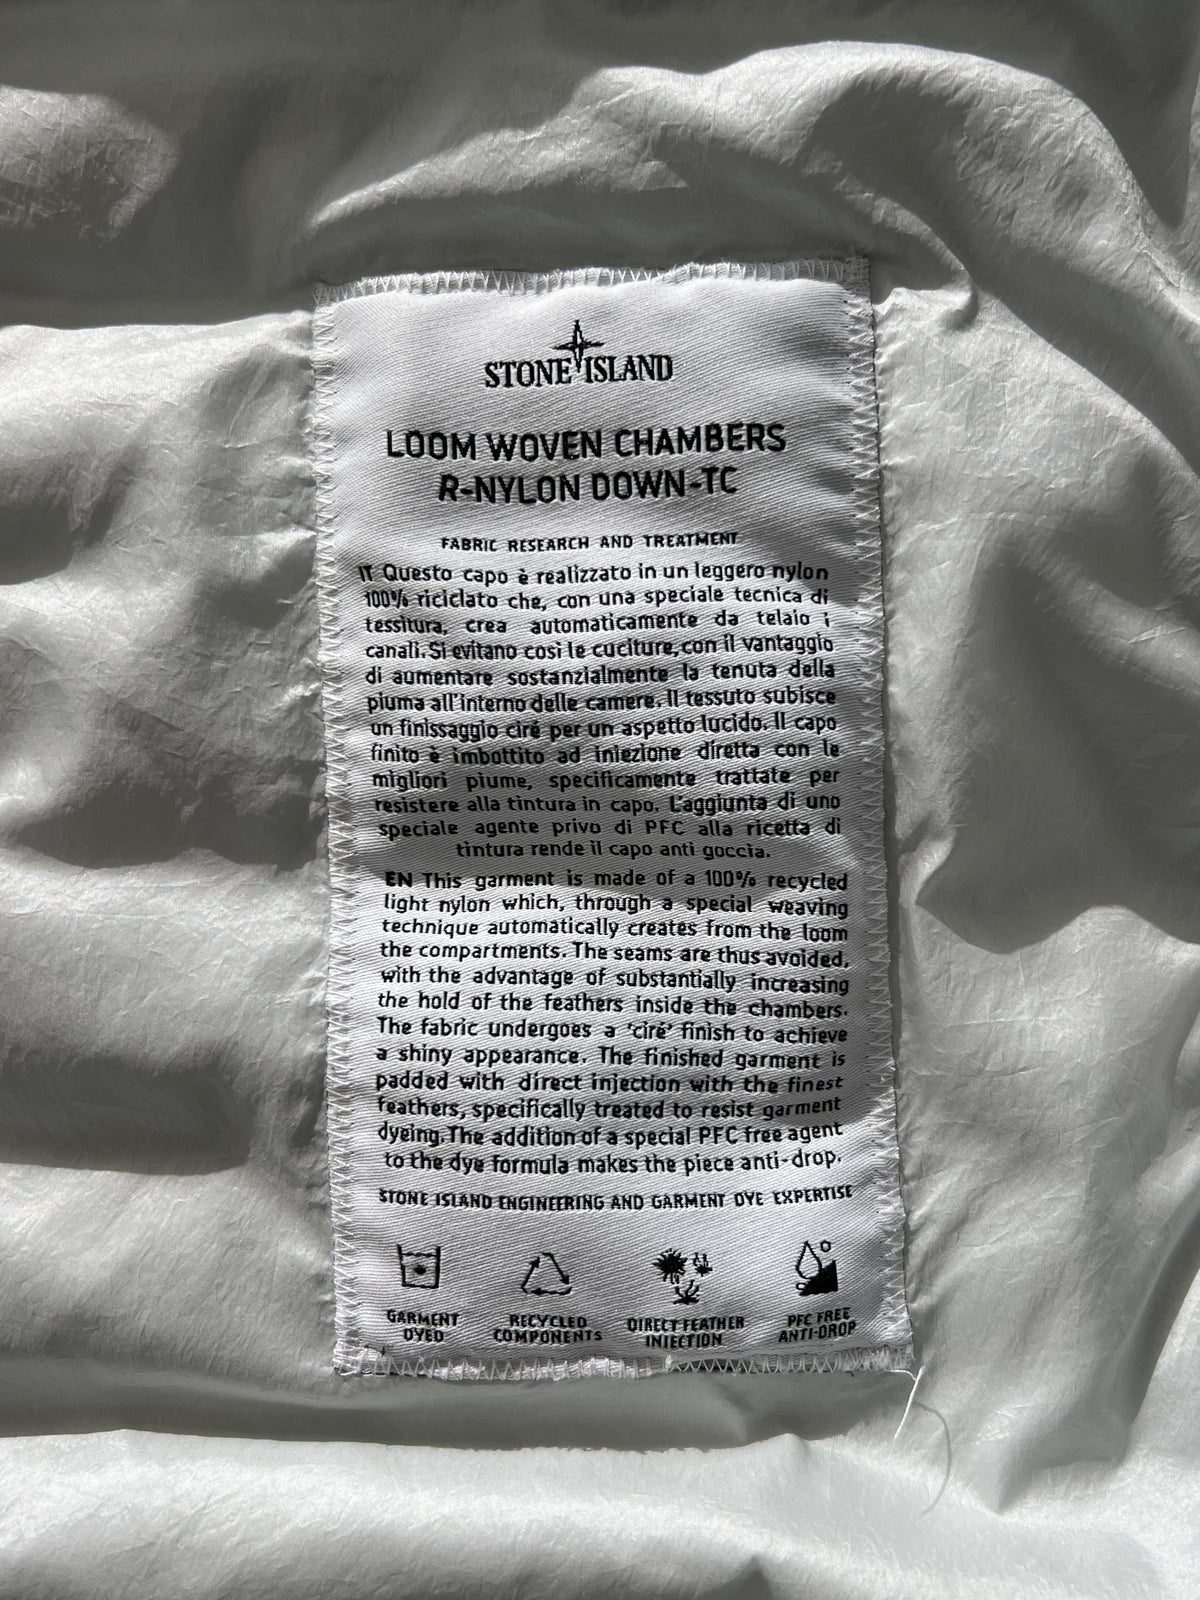 STONE ISLAND
LOOM WOVEN CHAMBERS
R-NYLON DOWN-TC
FABRIC RESEARCH AND TREATMENT
IT Questo capo è realizzato in un leggero nylon
100% riciclato che, con una speciale tecnica di
tessitura, crea automaticamente da telaio i
canali. Si evitano così le cuciture, con il vantaggio
di aumentare sostanzialmente la tenuta della
piuma all'interno delle camere. Il tessuto subisce
un finissaggio ciré per un aspetto lucido. Il capo
finito è imbottito ad iniezione diretta con le
migliori piume, specificamente trattate per
resistere alla tintura in capo. L'aggiunta di uno
speciale agente privo di PFC alla ricetta di
tintura rende il capo anti goccia.
EN This garment is made of a 100% recycled
light nylon which, through a special weaving
technique automatically creates from the loom
the compartments. The seams are thus avoided,
with the advantage of substantially increasing
the hold of the feathers inside the chambers.
The fabric undergoes a 'ciré' finish to achieve
a shiny appearance. The finished garment is
padded with direct injection with the finest
feathers, specifically treated to resist garment
dyeing. The addition of a special PFC free agent
to the dye formula makes the piece anti-drop.
STONE ISLAND ENGINEERING AND GARMENT DYE EXPERTISE
GARMENT
DYED
RECYCLED
COMPONENTS
DIRECT FEATHER
INJECTION
PFC FREE
ANTI-DROP